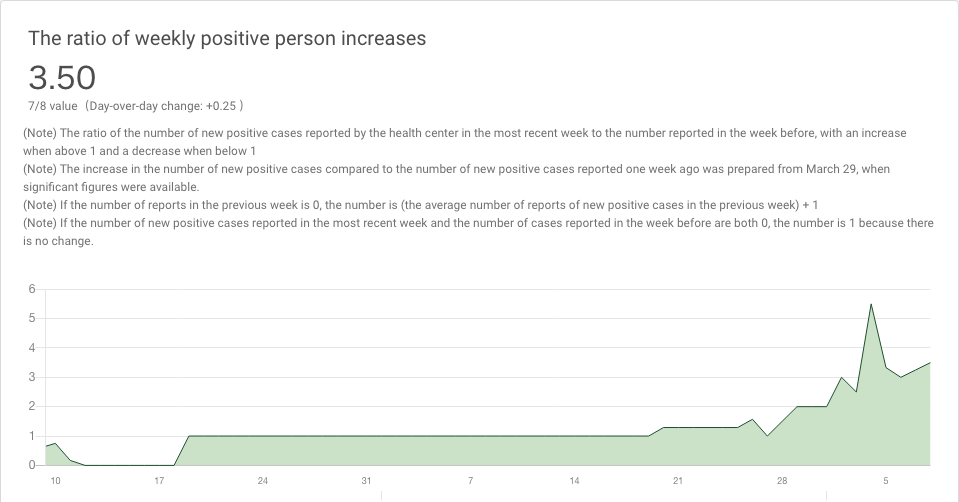 The ratio of weekly positive person increases
3.50
7/8 value （Day-over-day change: +0.25 ）
(Note) The ratio of the number of new positive cases reported by the health center in the most recent week to the number reported in the week before, with an increase
when above 1 and a decrease when below 1
(Note) The increase in the number of new positive cases compared to the number of new positive cases reported one week ago was prepared from March 29, when
significant figures were available.
(Note) If the number of reports in the previous week is 0, the number is (the average number of reports of new positive cases in the previous week) + 1
(Note) If the number of new positive cases reported in the most recent week and the number of cases reported in the week before are both 0, the number is 1 because there
is no change.
6
5
4
3
2
1
0
10 17 24 31 7 14 21 28 5